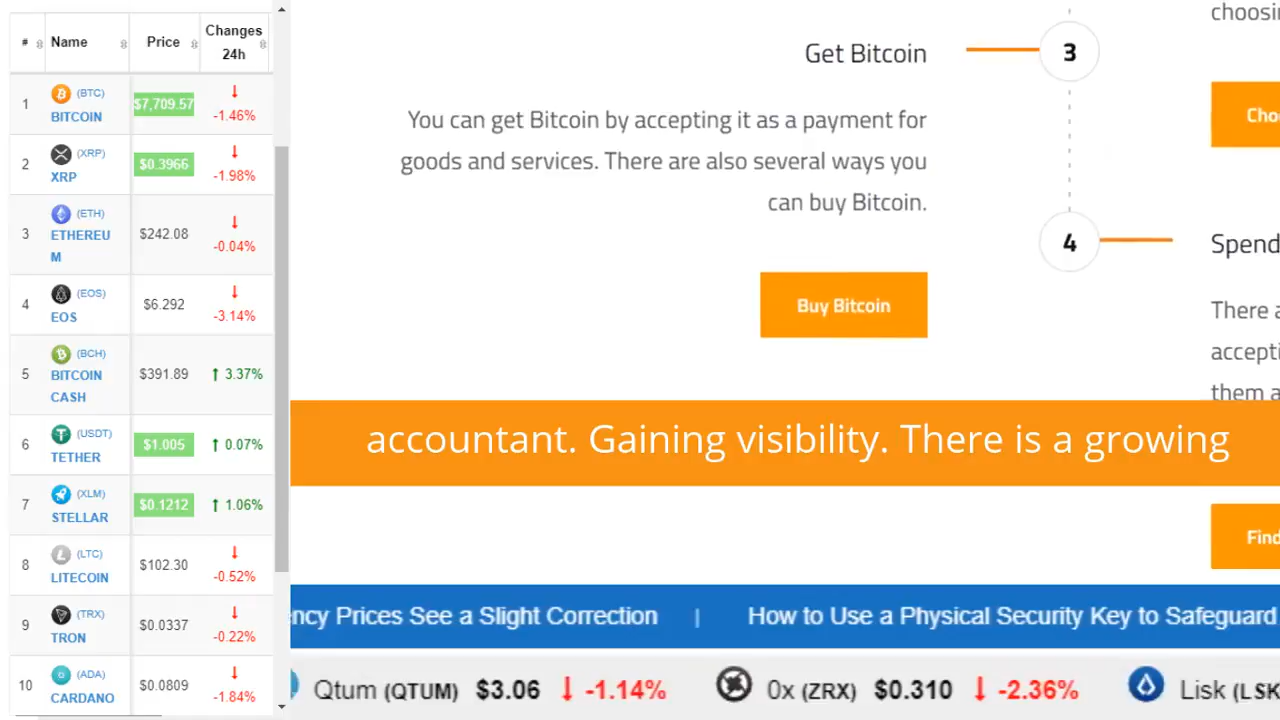 # Name Price Changes 24h
1 (BTC) BITCOIN $7,709.57 ↓ -1.46%
2 (XRP) XRP $0.3966 ↓ -1.98%
3 (ETH) ETHEREU M $242.08 ↓ -0.04%
4 (EOS) EOS $6.292 ↓ -3.14%
5 (BCH) BITCOIN CASH $391.89 ↑ 3.37%
6 (USDT) TETHER $1.005 ↑ 0.07%
7 (XLM) STELLAR $0.1212 ↑ 1.06%
8 (LTC) LITECOIN $102.30 ↓ -0.52%
9 (TRX) TRON $0.0337 ↓ -0.22%
10 (ADA) CARDANO $0.0809 ↓ -1.84%
Get Bitcoin
3
You can get Bitcoin by accepting it as a payment for
goods and services. There are also several ways you
can buy Bitcoin.
Buy Bitcoin
choosi
Choo
4
Spend
There a
accepti
them a
accountant. Gaining visibility. There is a growing
Find
ncy Prices See a Slight Correction | How to Use a Physical Security Key to Safeguard
Qtum (QTUM) $3.06 ↓ -1.14% 0x (ZRX) $0.310 ↓ -2.36% Lisk (LSK